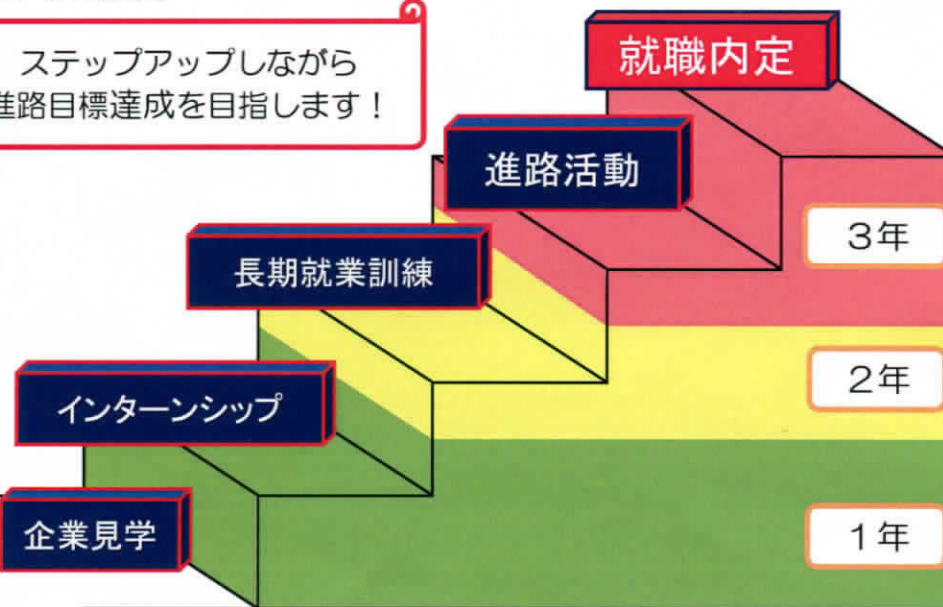 ステップアップしながら
進路目標達成を目指します！
就職内定
進路活動
3年
長期就業訓練
2年
インターンシップ
企業見学
1年